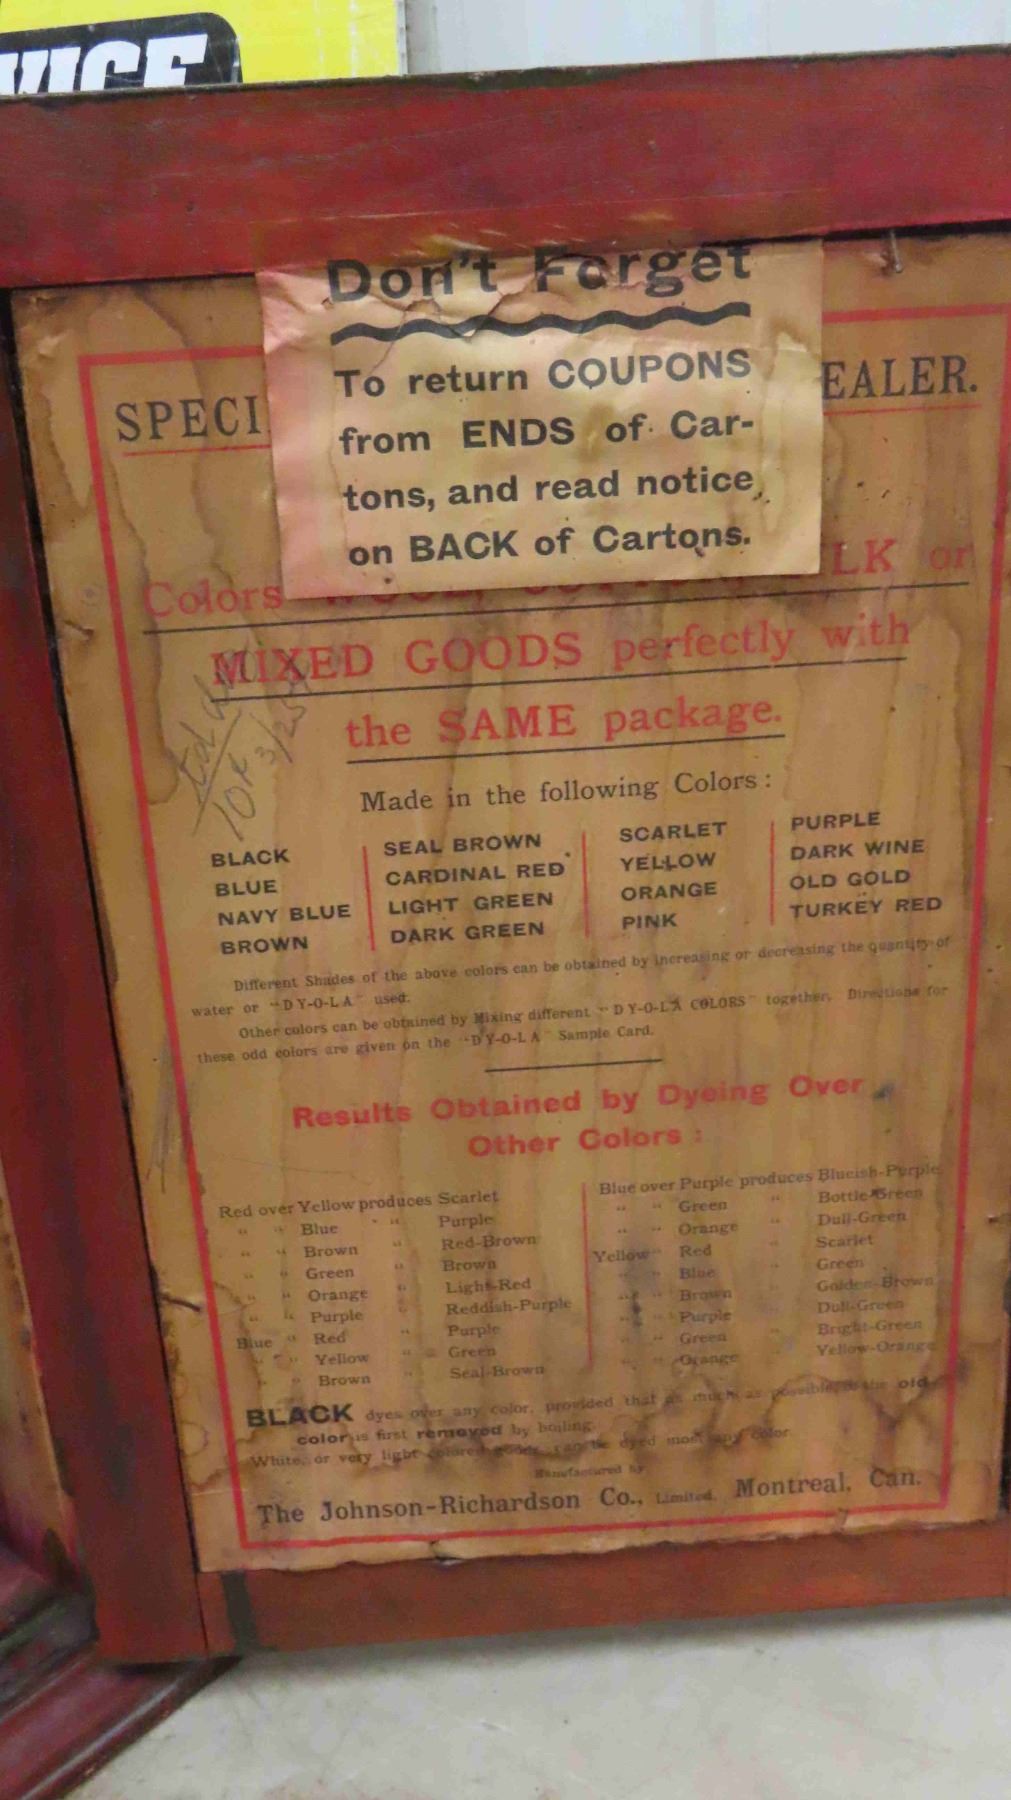 VICE
Don't Forget
To return COUPONS
from ENDS of Car-
tons, and read notice
on BACK of Cartons.
SPECI EALER.
Colors WOOL, COTTON, SILK or
MIXED GOODS perfectly with
the SAME package.
Made in the following Colors:
BLACK
BLUE
NAVY BLUE
BROWN
SEAL BROWN
CARDINAL RED
LIGHT GREEN
DARK GREEN
SCARLET
YELLOW
ORANGE
PINK
PURPLE
DARK WINE
OLD GOLD
TURKEY RED
Different Shades of the above colors can be obtained by increasing or decreasing the quantity of
water or "DY-O-LA" used.
Other colors can be obtained by Mixing different "DY-O-LA COLORS" together. Directions for
these odd colors are given on the "DY-O-LA" Sample Card.
Results Obtained by Dyeing Over
Other Colors:
Red over Yellow produces Scarlet
" " Blue " Purple
" " Brown " Red-Brown
" " Green " Brown
" " Orange " Light-Red
" " Purple " Reddish-Purple
Blue " Red " Purple
" " Yellow " Green
" " Brown " Seal-Brown
Blue over Purple produces Blueish-Purple
" " Green " Bottle-Green
" " Orange " Dull-Green
Yellow " Red " Scarlet
" " Blue " Green
" " Brown " Golden-Brown
" " Purple " Dull-Green
" " Green " Bright-Green
" " Orange " Yellow-Orange
BLACK dyes over any color, provided that as much as possible of the old
color is first removed by boiling.
White, or very light colored goods, can be dyed most any color
Manufactured by
The Johnson-Richardson Co., Limited, Montreal, Can.